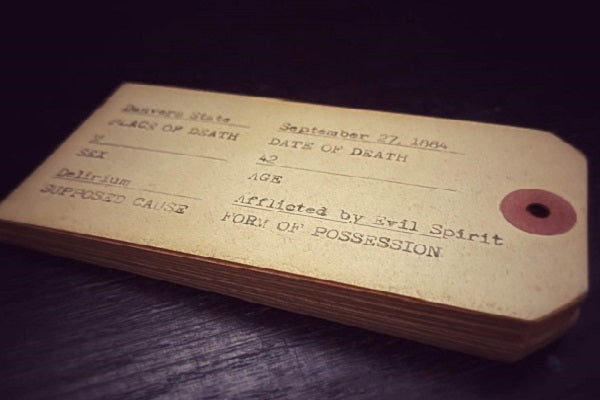 Danvers State
PLACE OF DEATH
September 27,
DATE OF DEATH
SEX
42
AGE
Delirium
SUPPOSED CAUSE
Afflicted by Evil Spirit
FORM OF POSSESSION